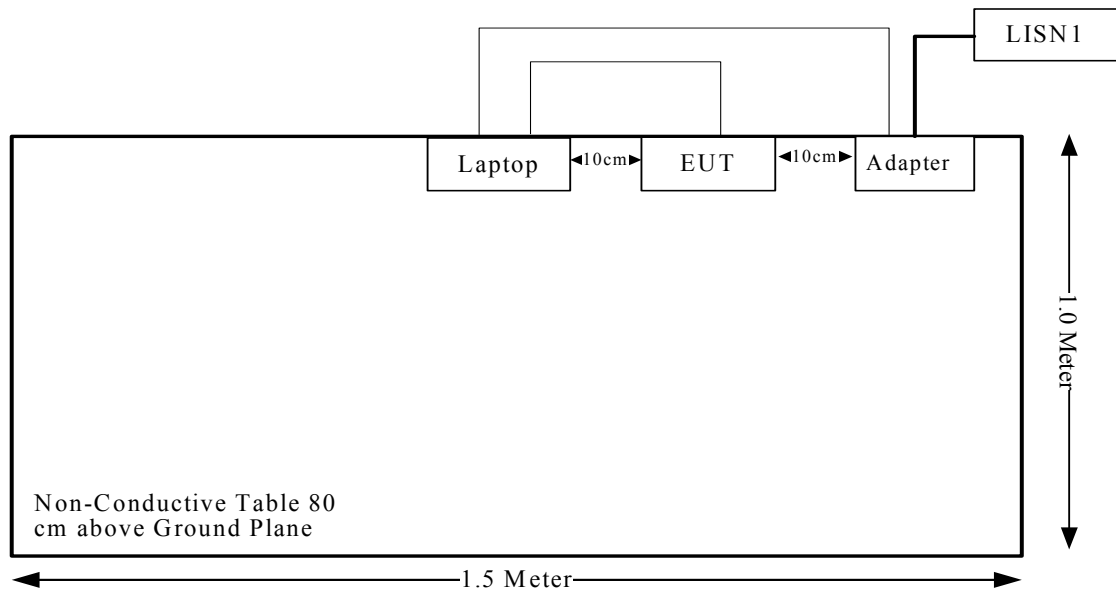 LISN1
Laptop
10cm
EUT
10cm
Adapter
1.0 Meter
Non-Conductive Table 80
cm above Ground Plane
1.5 Meter